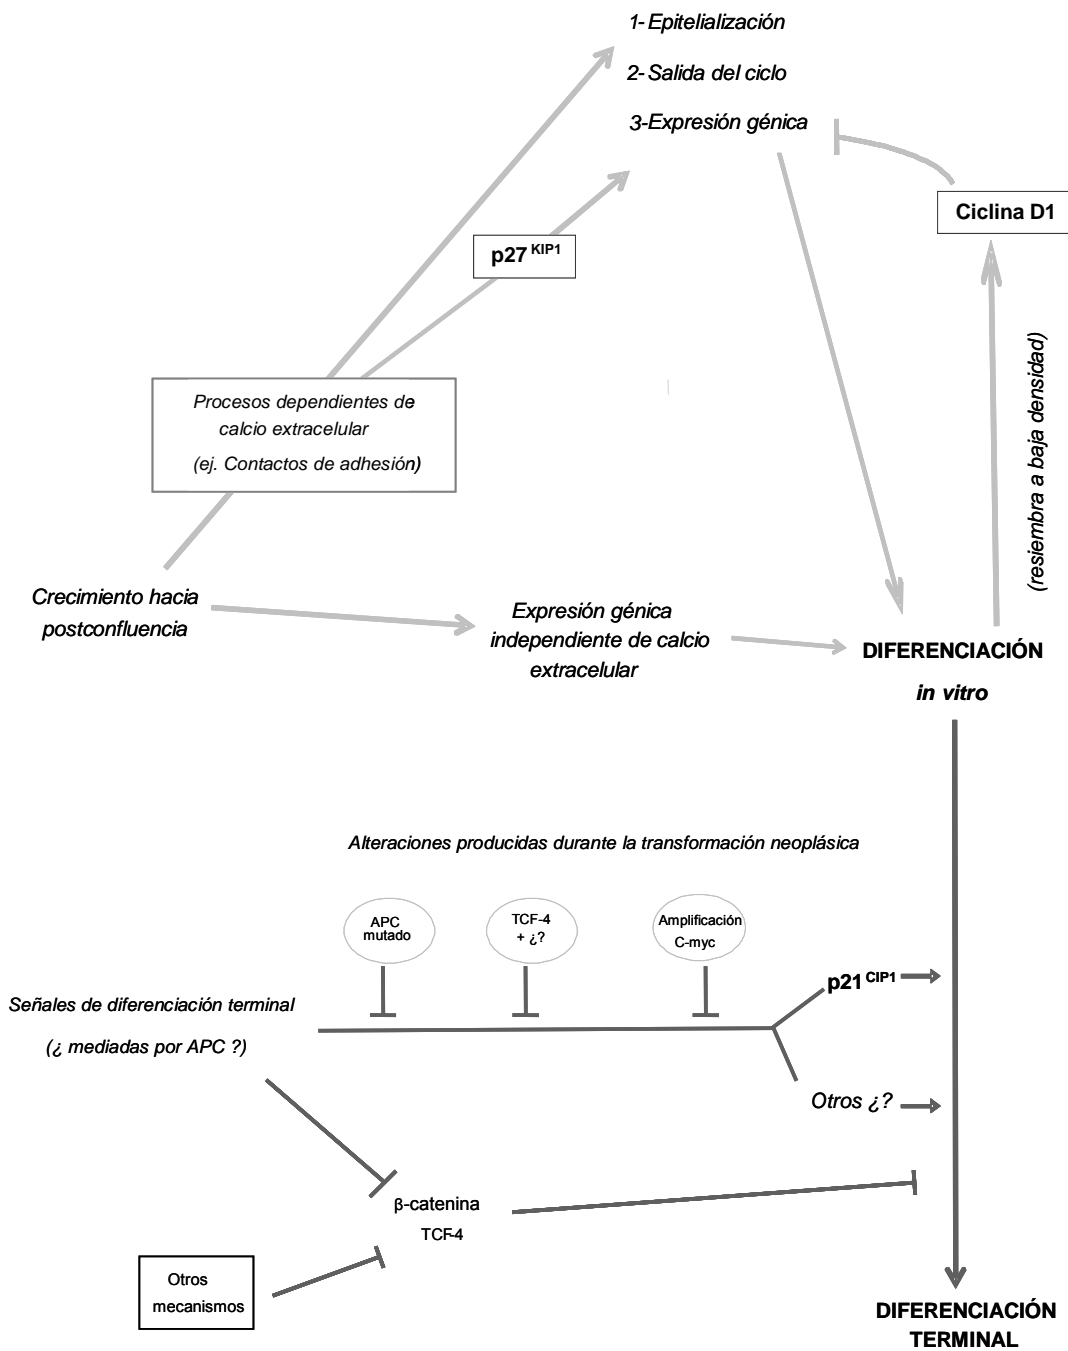 1- Epitelialización
2- Salida del ciclo
3-Expresión génica
Ciclina D1
p27 KIP1
(resiembra a baja densidad)
Procesos dependientes de
calcio extracelular
(ej. Contactos de adhesión)
Crecimiento hacia
postconfluencia
Expresión génica
independiente de calcio
extracelular
DIFERENCIACIÓN
in vitro
Alteraciones producidas durante la transformación neoplásica
APC
mutado
TCF-4
+ ¿?
Amplificación
C-myc
p21 CIP1
Señales de diferenciación terminal
(¿ mediadas por APC ?)
Otros ¿?
β-catenina
TCF-4
Otros
mecanismos
DIFERENCIACIÓN
TERMINAL